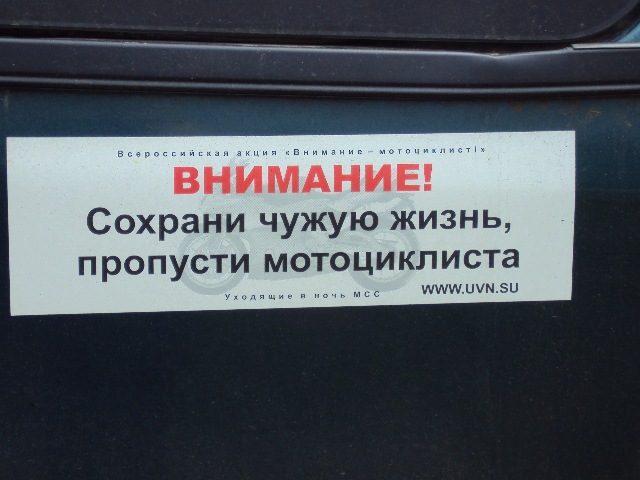 Всероссийская акция «Внимание – мотоциклист!»
ВНИМАНИЕ!
Сохрани чужую жизнь,
пропусти мотоциклиста
Уходящие в ночь МСС
WWW.UVN.SU